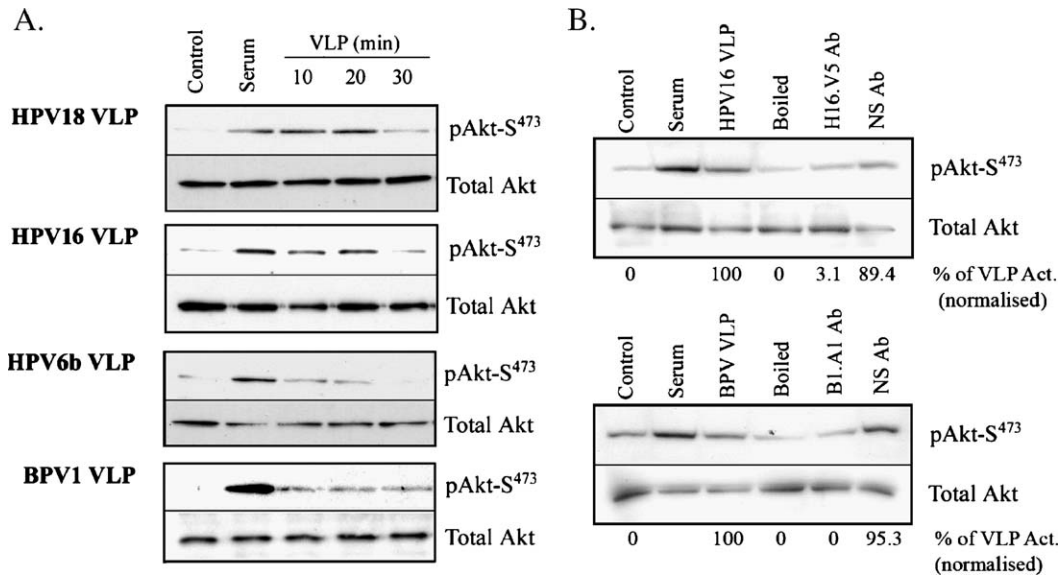 A.
Control
Serum
VLP (min)
10 20 30
HPV18 VLP
pAkt-S473
Total Akt
HPV16 VLP
pAkt-S473
Total Akt
HPV6b VLP
pAkt-S473
Total Akt
BPV1 VLP
pAkt-S473
Total Akt
B.
Control
Serum
HPV16 VLP
Boiled
H16.V5 Ab
NS Ab
pAkt-S473
Total Akt
0 100 0 3.1 89.4 % of VLP Act.
(normalised)
Control
Serum
BPV VLP
Boiled
B1.A1 Ab
NS Ab
pAkt-S473
Total Akt
0 100 0 0 95.3 % of VLP Act.
(normalised)